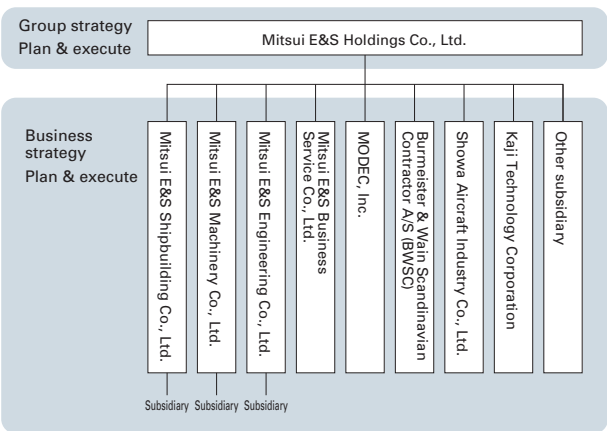 Group strategy
Plan & execute
Mitsui E&S Holdings Co., Ltd.
Business
strategy
Plan & execute
Mitsui E&S Shipbuilding Co., Ltd.
Mitsui E&S Machinery Co., Ltd.
Mitsui E&S Engineering Co., Ltd.
Mitsui E&S Business
Service Co., Ltd.
MODEC, Inc.
Burmeister & Wain Scandinavian
Contractor A/S (BWSC)
Showa Aircraft Industry Co., Ltd.
Kaji Technology Corporation
Other subsidiary
Subsidiary Subsidiary Subsidiary